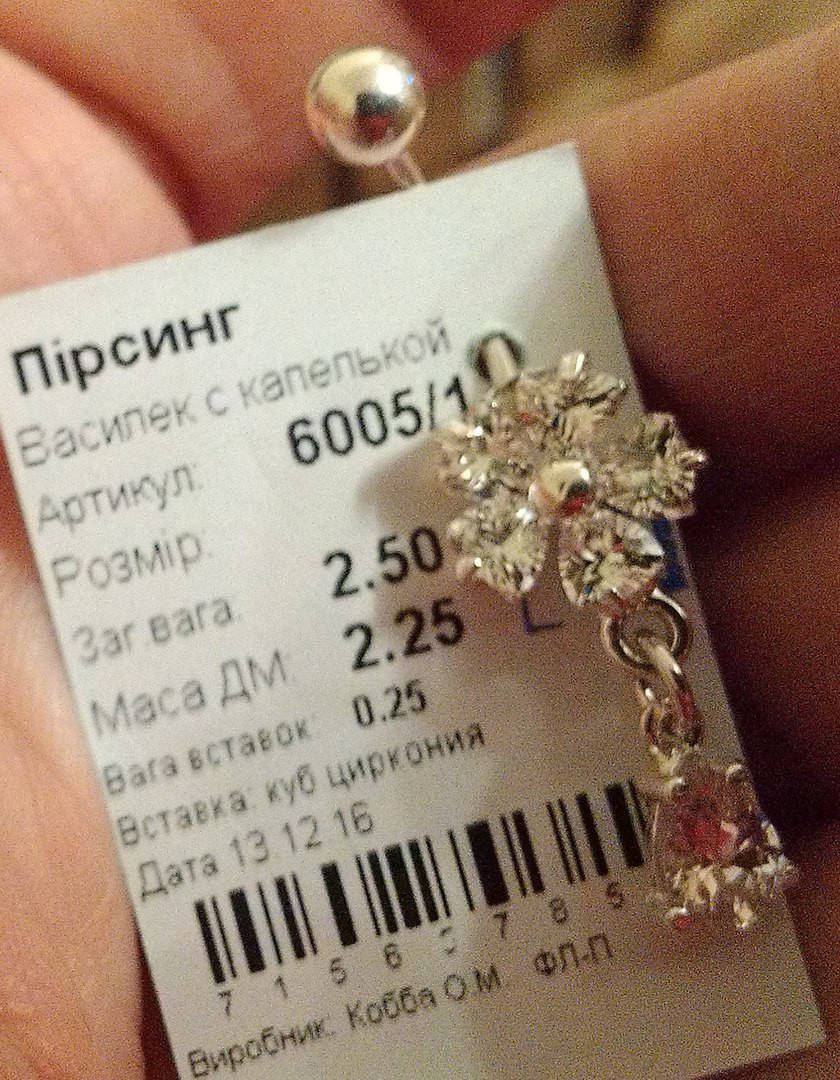 Пірсинг
Василек с капелькой
Артикул: 6005/1
Розмір:
Заг.вага: 2.50
Маса ДМ: 2.25
Вага вставок: 0.25
Вставка: куб циркония
Дата 13 12 16
7 1 5 6 7 8 5
Виробник: Кобба О.М. ФЛ-П